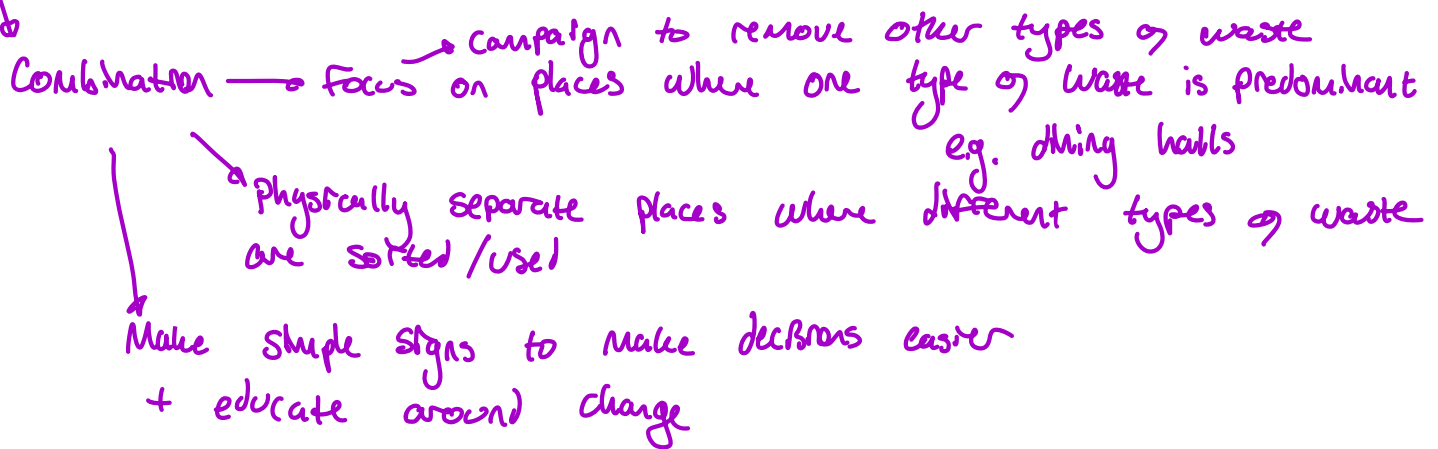 campaign to remove other types of waste
Combination Focus on places where one type of waste is predominant
e.g. dining halls
Physically separate places where different types of waste
are sorted/used
Make simple signs to make decisions easier
+ educate around change